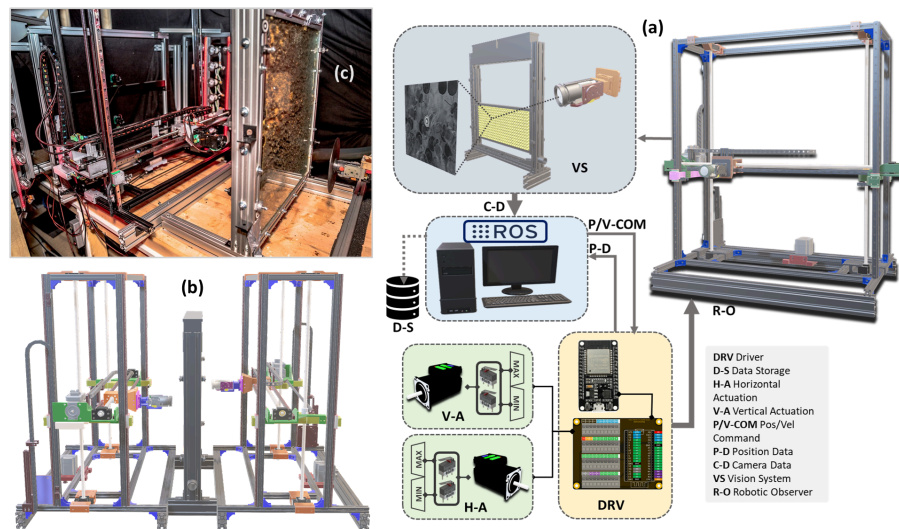 (c)
(a)
VS
C-D
ROS
P/V-COM
P-D
D-S
(b)
R-O
MAX
MIN
V-A
MAX
MIN
H-A
DRV
DRV Driver
D-S Data Storage
H-A Horizontal
Actuation
V-A Vertical Actuation
P/V-COM Pos/Vel
Command
P-D Position Data
C-D Camera Data
VS Vision System
R-O Robotic Observer